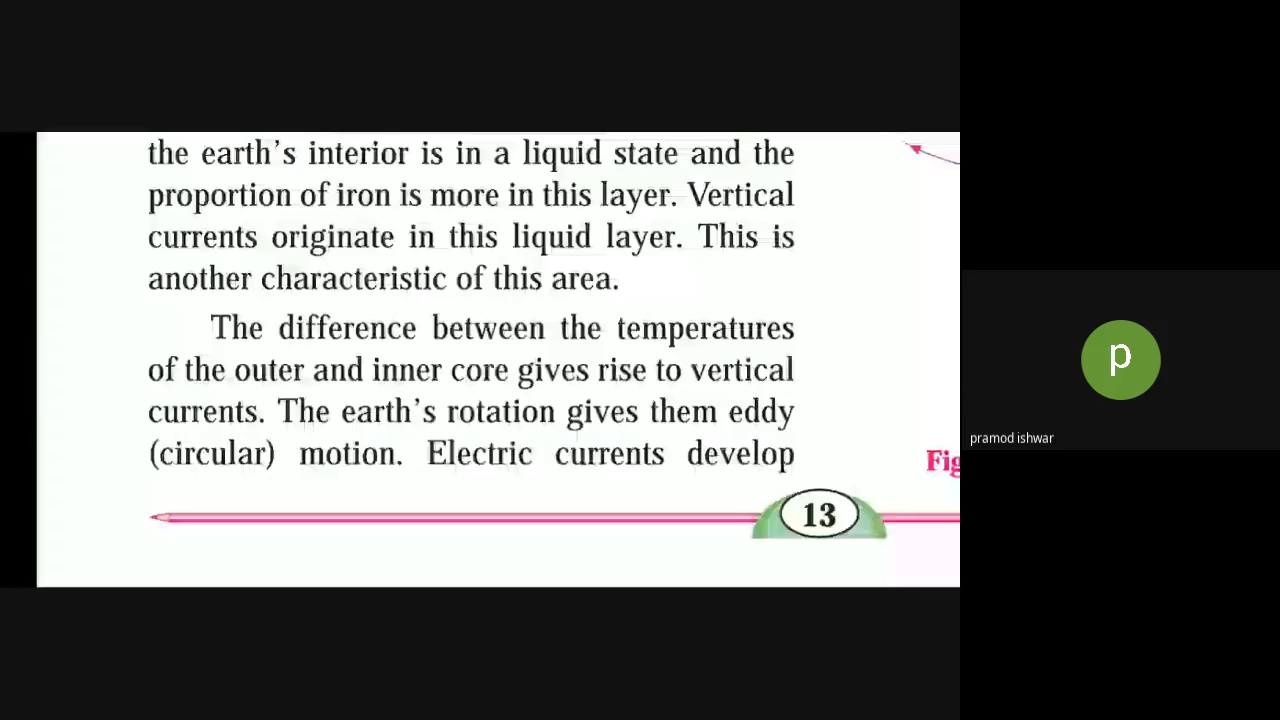 the earth's interior is in a liquid state and the
proportion of iron is more in this layer. Vertical
currents originate in this liquid layer. This is
another characteristic of this area.
The difference between the temperatures
of the outer and inner core gives rise to vertical
currents. The earth's rotation gives them eddy
(circular) motion. Electric currents develop
Fig
13
p
pramod ishwar